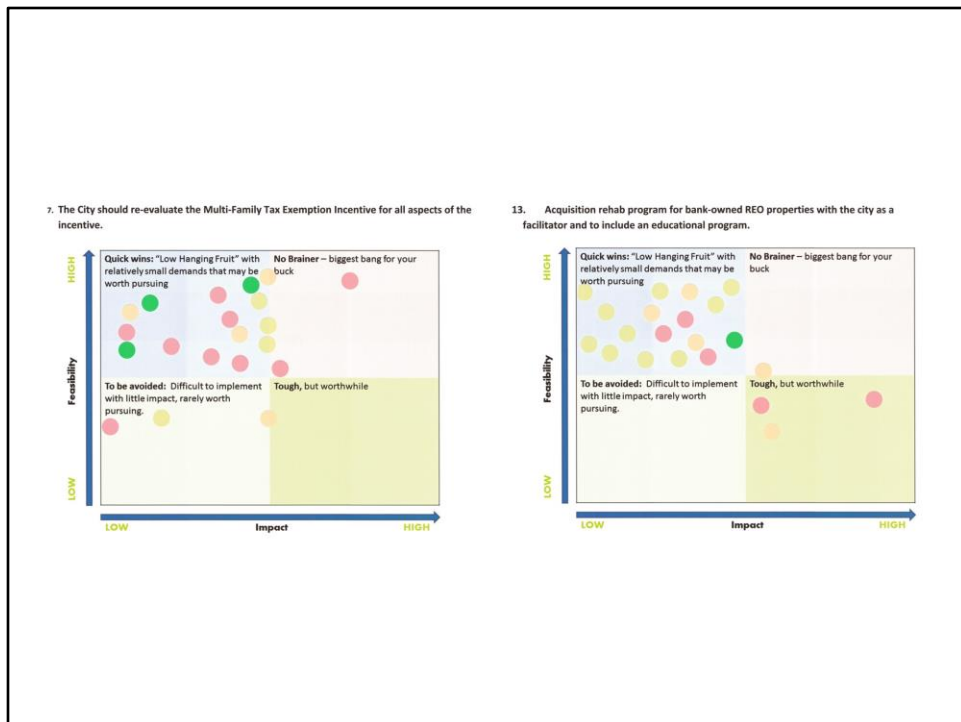 7. The City should re-evaluate the Multi-Family Tax Exemption Incentive for all aspects of the
incentive.
HIGH
Feasibility
LOW
Quick wins: "Low Hanging Fruit" with
relatively small demands that may be
worth pursuing
No Brainer – biggest bang for your
buck
To be avoided: Difficult to implement
with little impact, rarely worth
pursuing.
Tough, but worthwhile
LOW
Impact
HIGH
13. Acquisition rehab program for bank-owned REO properties with the city as a
facilitator and to include an educational program.
HIGH
Feasibility
LOW
Quick wins: "Low Hanging Fruit" with
relatively small demands that may be
worth pursuing
No Brainer – biggest bang for your
buck
To be avoided: Difficult to implement
with little impact, rarely worth
pursuing.
Tough, but worthwhile
LOW
Impact
HIGH